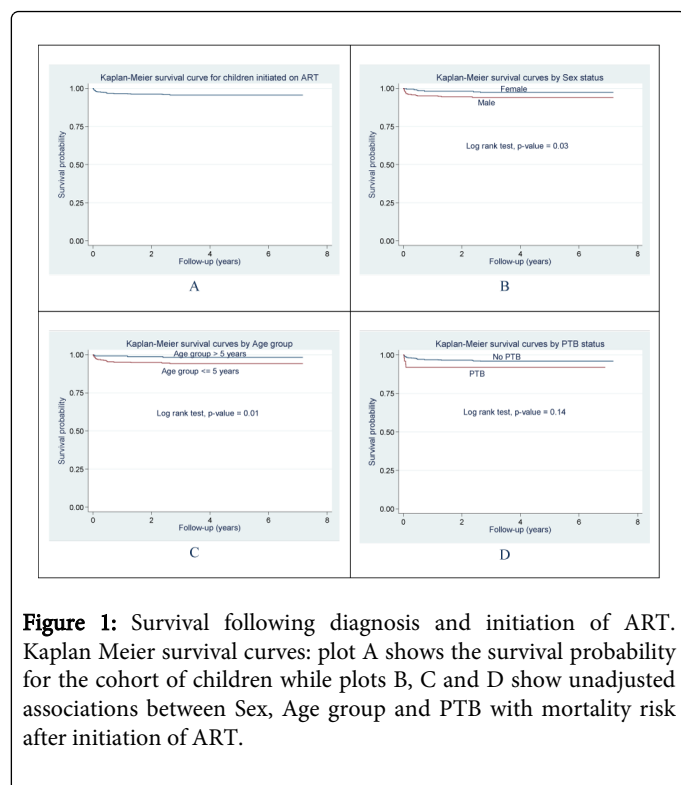 Kaplan-Meier survival curve for children initiated on ART
1.00
0.75
0.50
0.25
0.00
Survival probability
0 2 4 6 8
Follow-up (years)
A
Kaplan-Meier survival curves by Sex status
1.00
0.75
0.50
0.25
0.00
Survival probability
Female
Male
Log rank test, p-value = 0.03
0 2 4 6 8
Follow-up (years)
B
Kaplan-Meier survival curves by Age group
1.00
0.75
0.50
0.25
0.00
Survival probability
Age group > 5 years
Age group <= 5 years
Log rank test, p-value = 0.01
0 2 4 6 8
Follow-up (years)
C
Kaplan-Meier survival curves by PTB status
1.00
0.75
0.50
0.25
0.00
Survival probability
No PTB
PTB
Log rank test, p-value = 0.14
0 2 4 6 8
Follow-up (years)
D
Figure 1: Survival following diagnosis and initiation of ART.
Kaplan Meier survival curves: plot A shows the survival probability
for the cohort of children while plots B, C and D show unadjusted
associations between Sex, Age group and PTB with mortality risk
after initiation of ART.